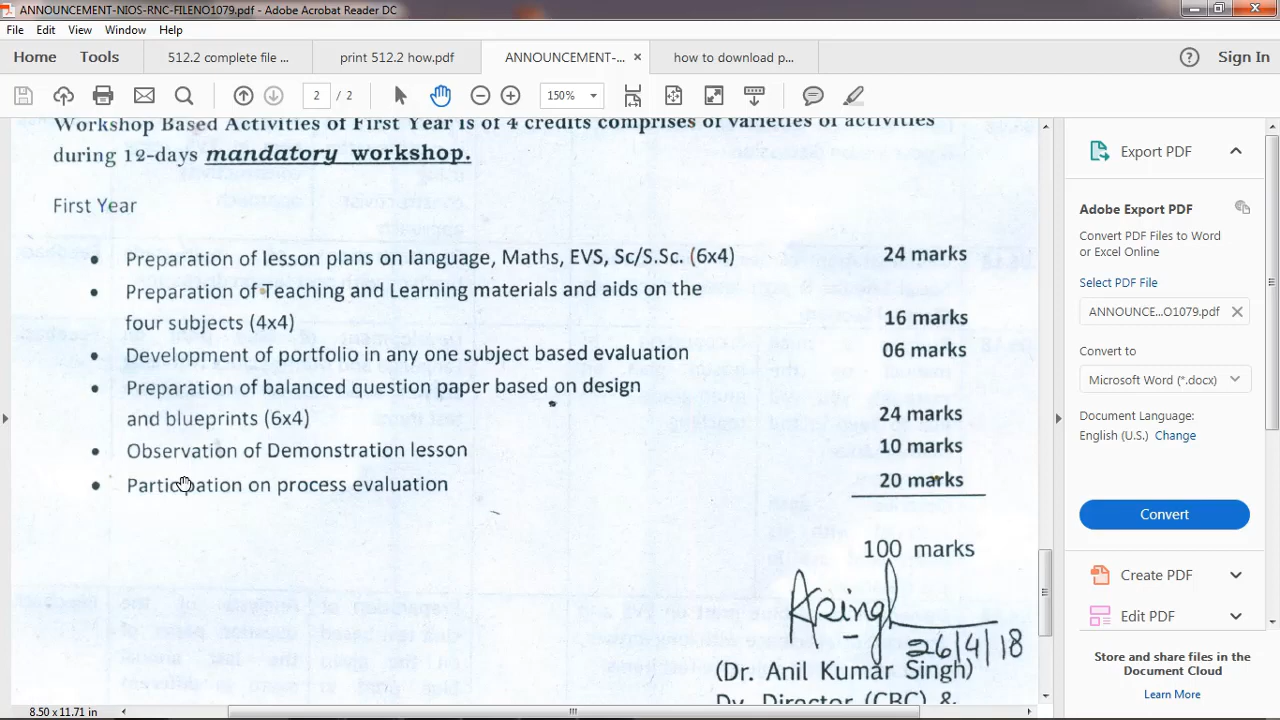 ANNOUNCEMENT-NIOS-RNC-FILENO1079.pdf - Adobe Acrobat Reader DC
File Edit View Window Help
Home Tools 512.2 complete file ... print 512.2 how.pdf ANNOUNCEMENT-... × how to download p... Sign In
2 / 2 150%
Workshop Based Activities of First Year is of 4 credits comprises of varieties of activities
during 12-days mandatory workshop.
First Year
• Preparation of lesson plans on language, Maths, EVS, Sc/S.Sc. (6x4) 24 marks
• Preparation of Teaching and Learning materials and aids on the
four subjects (4x4) 16 marks
• Development of portfolio in any one subject based evaluation 06 marks
• Preparation of balanced question paper based on design
and blueprints (6x4) 24 marks
• Observation of Demonstration lesson 10 marks
• Participation on process evaluation 20 marks
100 marks
26/4/18
(Dr. Anil Kumar Singh)
Dy. Director (CBC) &
8.50 x 11.71 in
Export PDF
Adobe Export PDF
Convert PDF Files to Word
or Excel Online
Select PDF File
ANNOUNCE...O1079.pdf ×
Convert to
Microsoft Word (*.docx)
Document Language:
English (U.S.) Change
Convert
Create PDF
Edit PDF
Store and share files in the
Document Cloud
Learn More